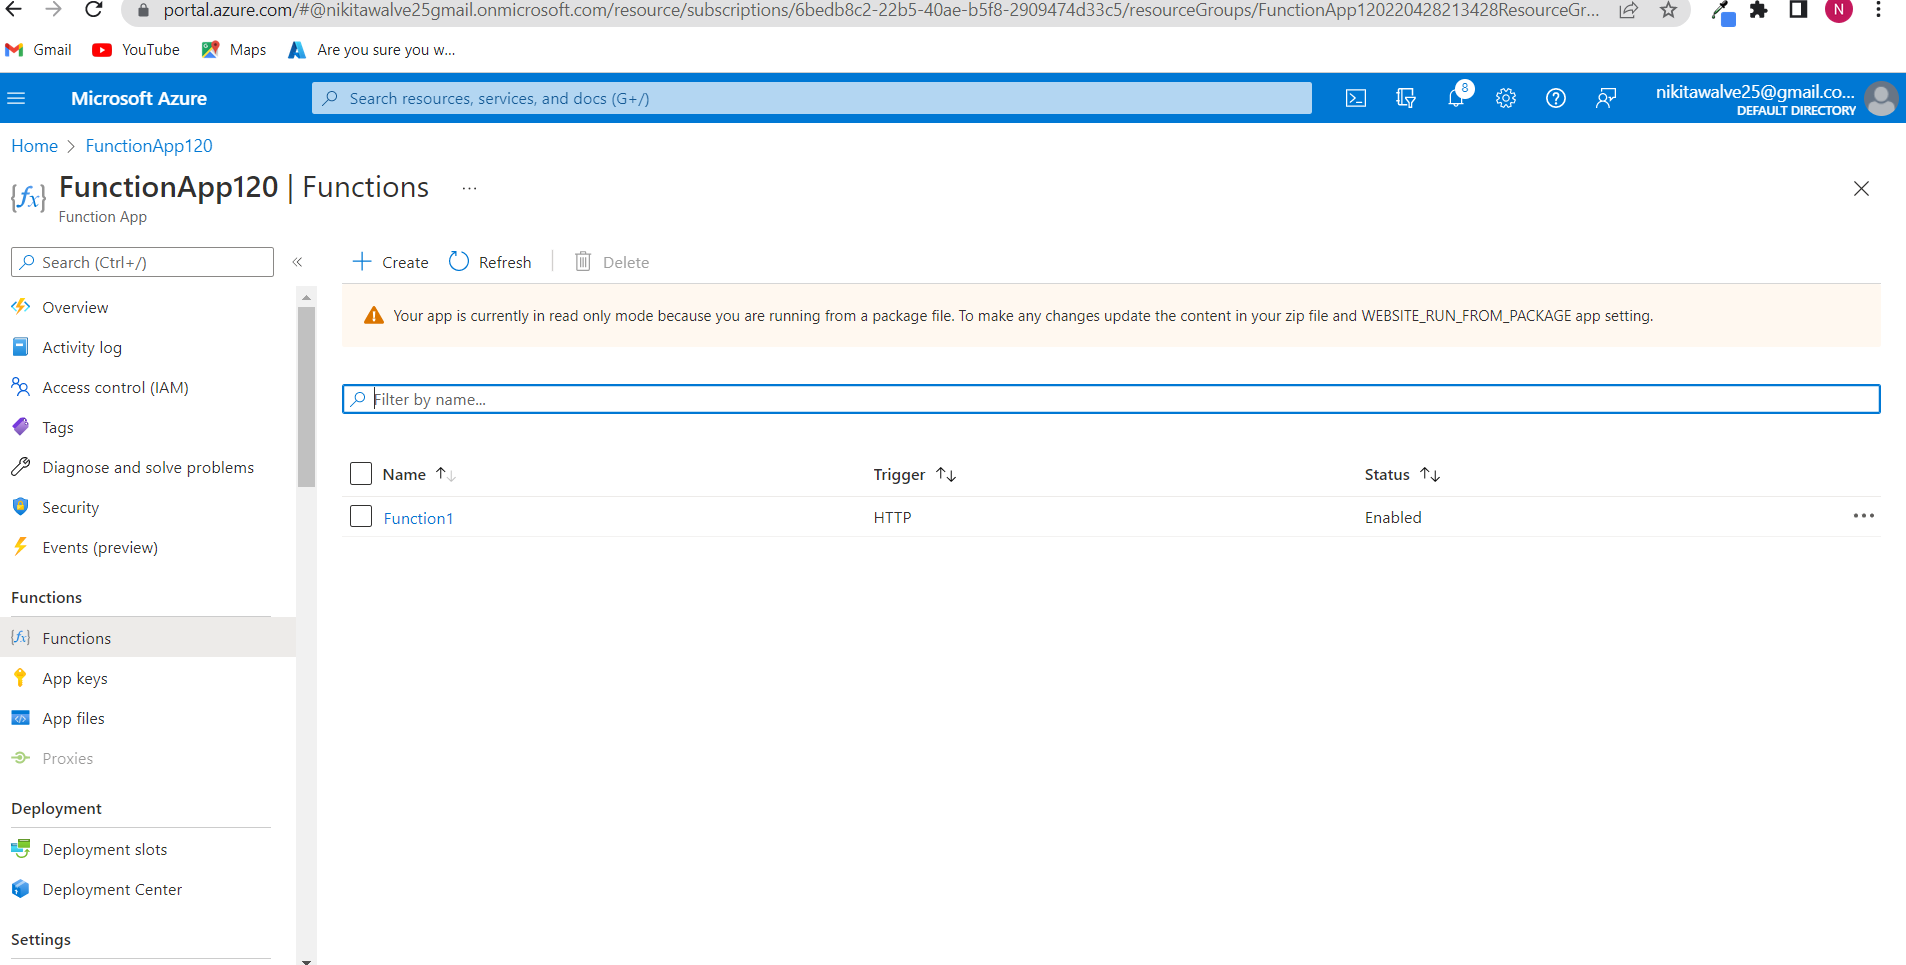 portal.azure.com/#@nikitawalve25gmail.onmicrosoft.com/resource/subscriptions/6bedb8c2-22b5-40ae-b5f8-2909474d33c5/resourceGroups/FunctionApp120220428213428ResourceGr...
N
Gmail YouTube Maps Are you sure you w...
Microsoft Azure
Search resources, services, and docs (G+/)
8
nikitawalve25@gmail.co...
DEFAULT DIRECTORY
Home > FunctionApp120
FunctionApp120 | Functions ...
Function App
Search (Ctrl+/) «
Create Refresh Delete
Overview
Your app is currently in read only mode because you are running from a package file. To make any changes update the content in your zip file and WEBSITE_RUN_FROM_PACKAGE app setting.
Activity log
Access control (IAM)
Filter by name...
Tags
Diagnose and solve problems
Name Trigger Status
Security
Function1 HTTP Enabled
Events (preview)
Functions
Functions
App keys
App files
Proxies
Deployment
Deployment slots
Deployment Center
Settings